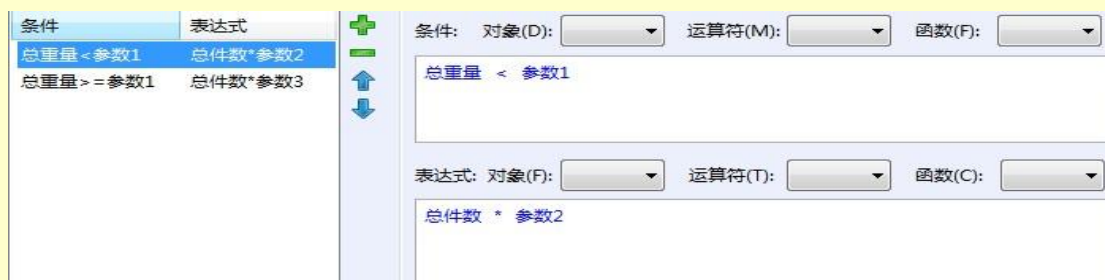 条件 表达式
总重量<参数1 总件数*参数2
总重量>=参数1 总件数*参数3
条件: 对象(D): 运算符(M): 函数(F):
总重量 < 参数1
表达式: 对象(F): 运算符(T): 函数(C):
总件数 * 参数2